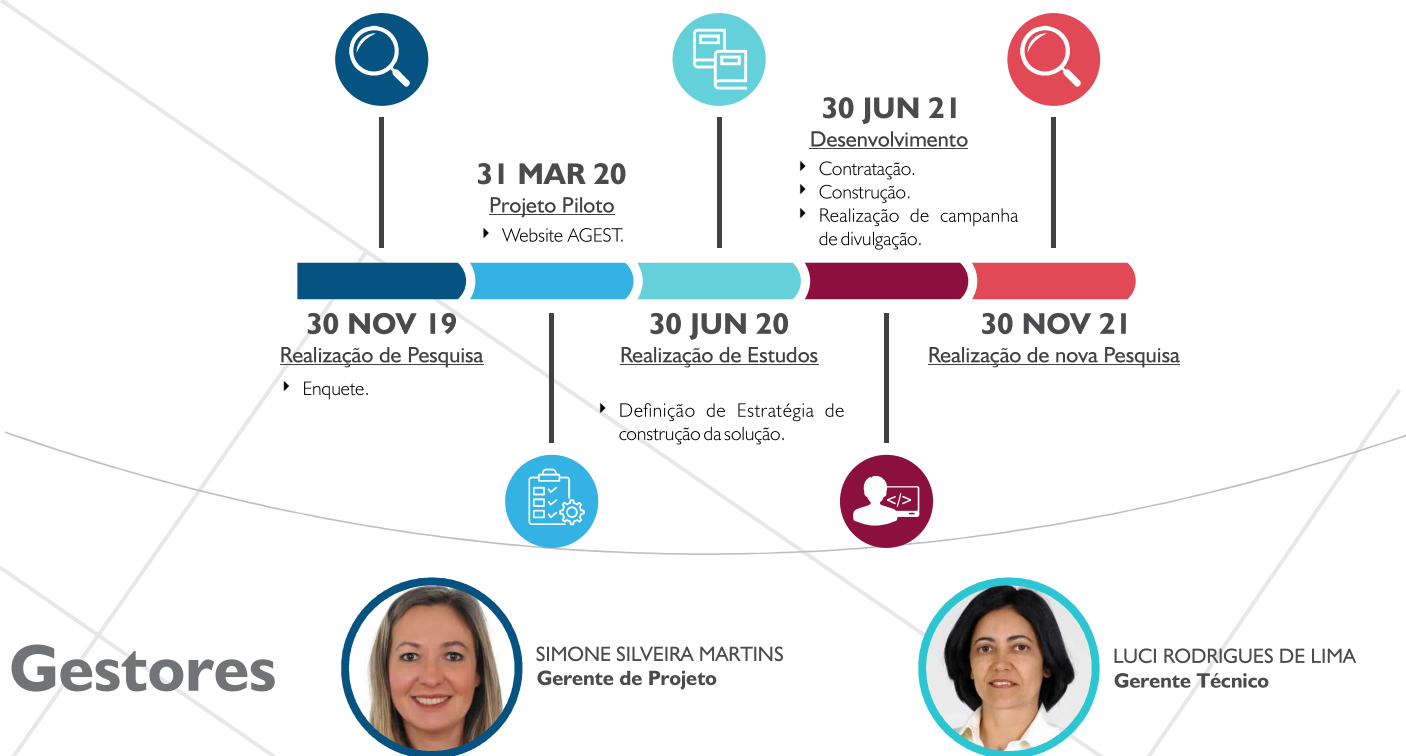 30 JUN 21
Desenvolvimento
Contratação.
Construção.
Realização de campanha
de divulgação.
31 MAR 20
Projeto Piloto
Website AGEST.
30 NOV 19
Realização de Pesquisa
Enquete.
30 JUN 20
Realização de Estudos
Definição de Estratégia de
construção da solução.
30 NOV 21
Realização de nova Pesquisa
</>
Gestores
SIMONE SILVEIRA MARTINS
Gerente de Projeto
LUCI RODRIGUES DE LIMA
Gerente Técnico